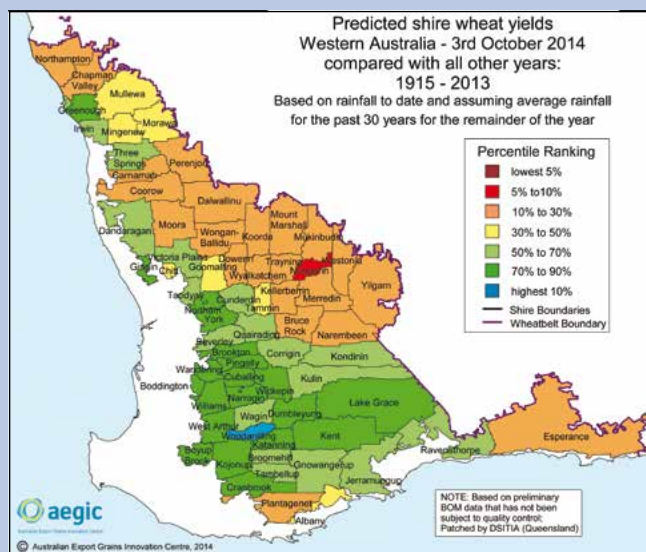 Predicted shire wheat yields
Western Australia - 3rd October 2014
compared with all other years:
1915 - 2013
Based on rainfall to date and assuming average rainfall
for the past 30 years for the remainder of the year
Percentile Ranking
lowest 5%
5% to10%
10% to 30%
30% to 50%
50% to 70%
70% to 90%
highest 10%
Shire Boundaries
Wheatbelt Boundary
Northampton
Chapman
Valley
Mullewa
Greenough
Morawa
Irwin
Mingenew
Three
Springs
Perenjori
Carnamah
Coorow
Dalwallinu
Mount
Marshall
Moora
Wongan-
Ballidu
Koorda
Mukinbudin
Dandaragan
Victoria Plains
Dowerin
Trayning
Westonia
Gingin
Chitt
Goomalling
Wyalkatchem
Yilgarn
Toodyay
Kellerberrin
Merredin
Cunderdin
Tammin
Northam
York
Bruce
Rock
Narembeen
Quairading
Beverley
Corrigin
Kondinin
Brookton
Wandering
Pingelly
Boddington
Cuballing
Kulin
Wickepin
Narrogin
Williams
Lake Grace
Wagin
Dumbleyung
West Arthur
Woodanilling
Kent
Katanning
Esperance
Boyup
Brook
Broomehill
Kojonup
Gnowangerup
Ravensthorpe
Tambellup
Cranbrook
Jerramungup
Plantagenet
Albany
NOTE: Based on preliminary
BOM data that has not been
subject to quality control;
Patched by DSITIA (Queensland)
aegic
Australian Export Grains Innovation Centre
© Australian Export Grains Innovation Centre, 2014